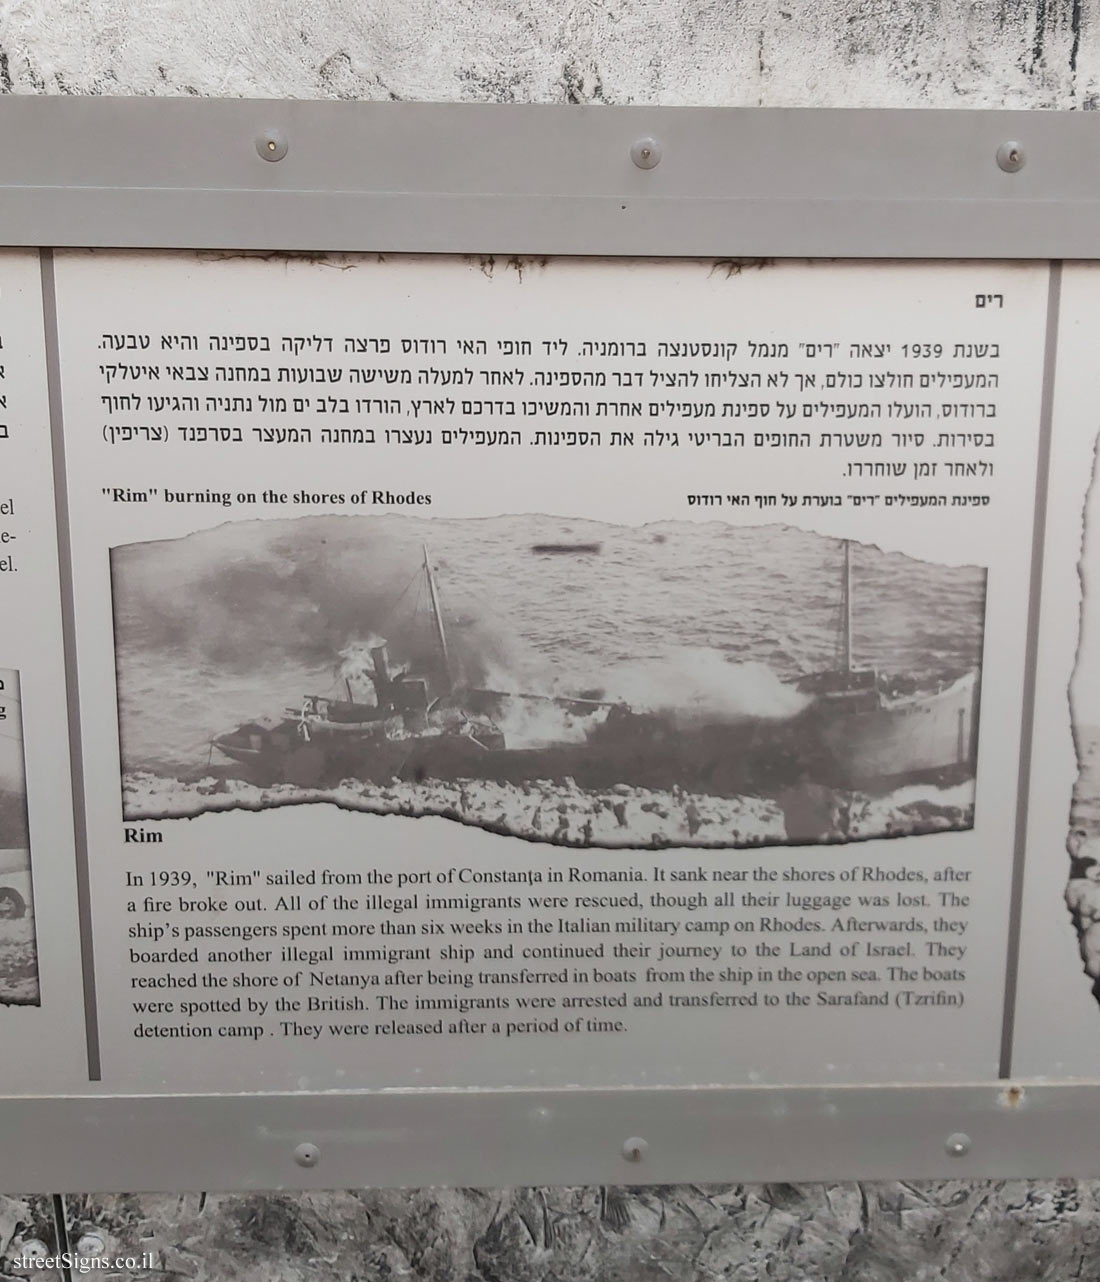 רים
בשנת 1939 יצאה "רים" מנמל קונסטנצה ברומניה. ליד חופי האי רודוס פרצה דליקה בספינה והיא טבעה.
המעפילים חולצו כולם, אך לא הצליחו להציל דבר מהספינה. לאחר למעלה משישה שבועות במחנה צבאי איטלקי
ברודוס, הועלו המעפילים על ספינת מעפילים אחרת והמשיכו בדרכם לארץ, הורדו בלב ים מול נתניה והגיעו לחוף
בסירות. סיור משטרת החופים הבריטי גילה את הספינות. המעפילים נעצרו במחנה המעצר בסרפנד (צריפין)
ולאחר זמן שוחררו.
"Rim" burning on the shores of Rhodes
ספינת המעפילים "רים" בוערת על חוף האי רודוס
Rim
In 1939, "Rim" sailed from the port of Constanţa in Romania. It sank near the shores of Rhodes, after
a fire broke out. All of the illegal immigrants were rescued, though all their luggage was lost. The
ship's passengers spent more than six weeks in the Italian military camp on Rhodes. Afterwards, they
boarded another illegal immigrant ship and continued their journey to the Land of Israel. They
reached the shore of Netanya after being transferred in boats from the ship in the open sea. The boats
were spotted by the British. The immigrants were arrested and transferred to the Sarafand (Tzrifin)
detention camp . They were released after a period of time.
el
e-
el.
g
streetSigns.co.il